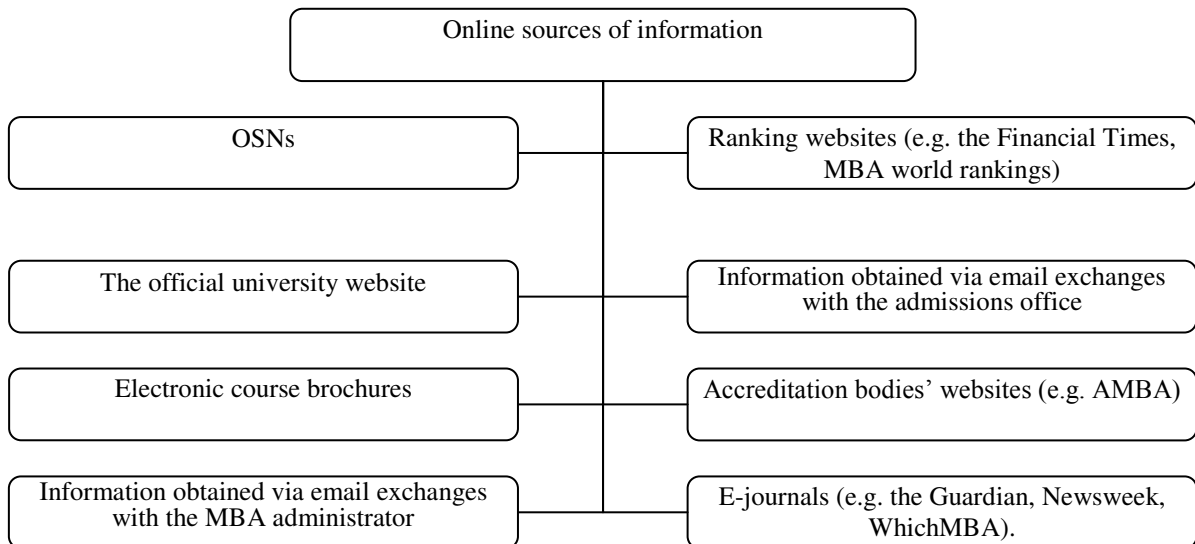 Online sources of information
OSNs
Ranking websites (e.g. the Financial Times,
MBA world rankings)
The official university website
Information obtained via email exchanges
with the admissions office
Electronic course brochures
Accreditation bodies’ websites (e.g. AMBA)
Information obtained via email exchanges
with the MBA administrator
E-journals (e.g. the Guardian, Newsweek,
WhichMBA).